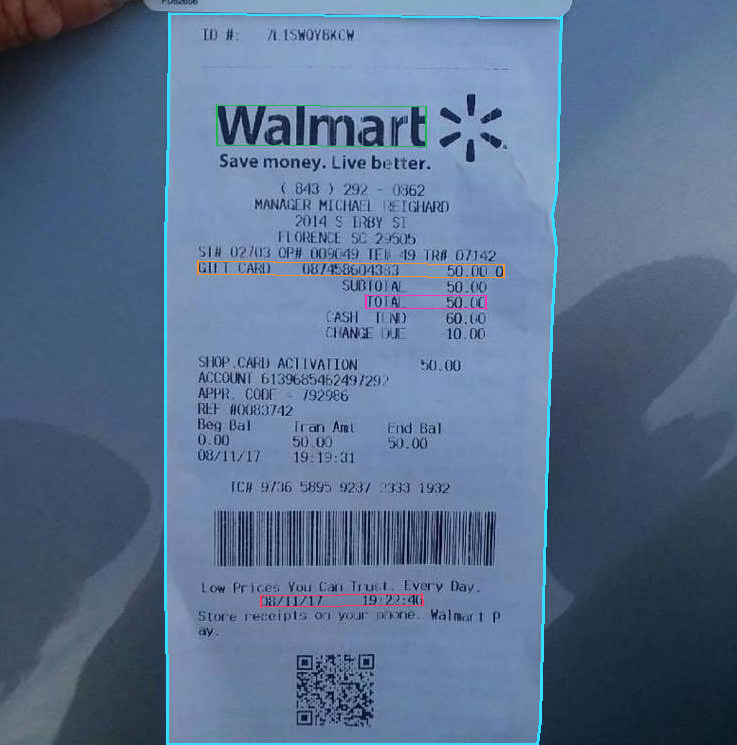 ID #: 7L1SWQY8KCW
Walmart
Save money. Live better.
( 843 ) 292 - 0862
MANAGER MICHAEL REIGHARD
2014 S IRBY ST
FLORENCE SC 29505
ST# 02703 OP# 009049 TE# 49 TR# 07142
GIFT CARD 087458604383 50.00 O
SUBTOTAL 50.00
TOTAL 50.00
CASH TEND 60.00
CHANGE DUE 10.00
SHOP.CARD ACTIVATION 50.00
ACCOUNT 6139685462497292
APPR. CODE - 792986
REF #0083742
Beg Bal Tran Amt End Bal
0.00 50.00 50.00
08/11/17 19:19:31
TC# 9736 5895 9237 2333 1932
Low Prices You Can Trust. Every Day.
08/11/17 19:22:40
Store receipts on your phone. Walmart P
ay.